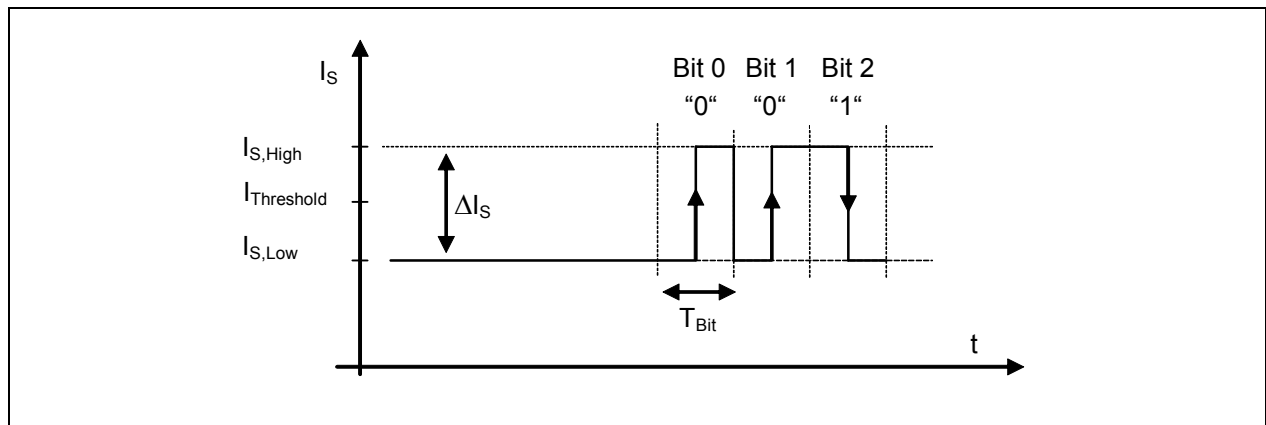 I_S
Bit 0 Bit 1 Bit 2
“0“ “0“ “1“
I_S,High
I_Threshold
ΔI_S
I_S,Low
T_Bit
t